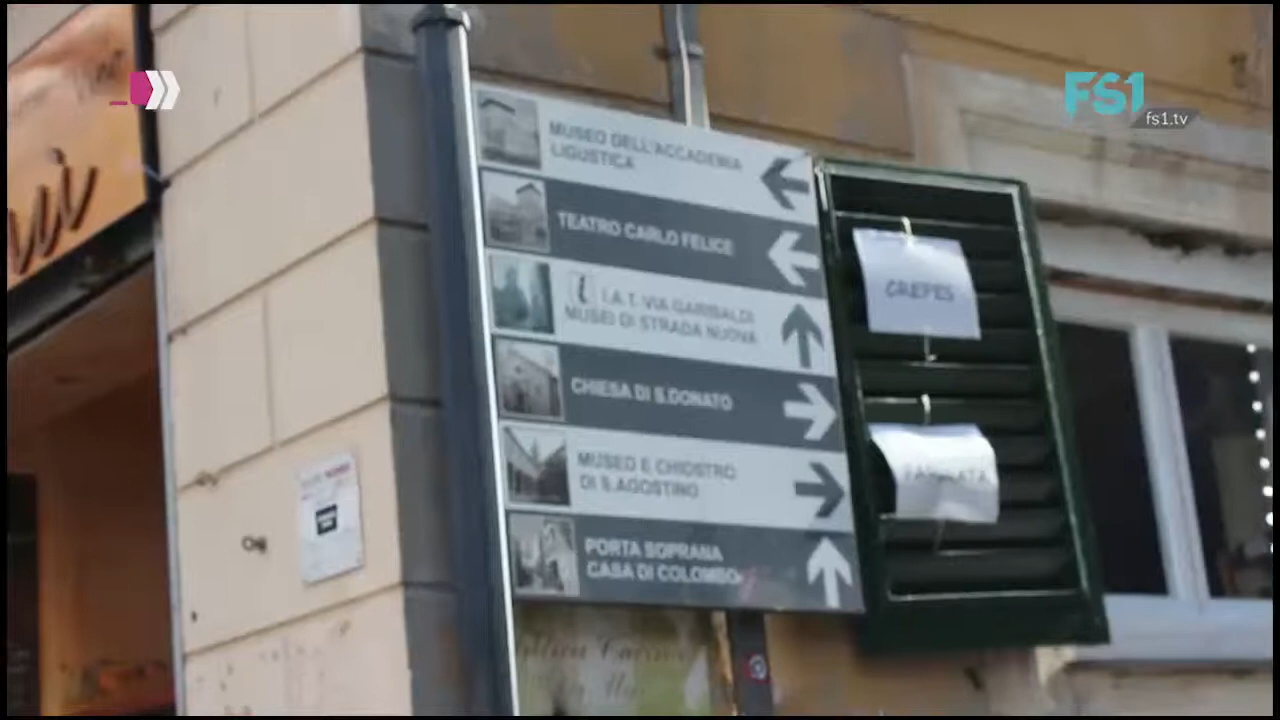 FS1
fs1.tv
MUSEO DELL'ACCADEMIA
LIGUSTICA
TEATRO CARLO FELICE
i I.A.T. VIA GARIBALDI
MUSEI DI STRADA NUOVA
CHIESA DI S.DONATO
MUSEO E CHIOSTRO
DI S.AGOSTINO
PORTA SOPRANA
CASA DI COLOMBO
CREPES